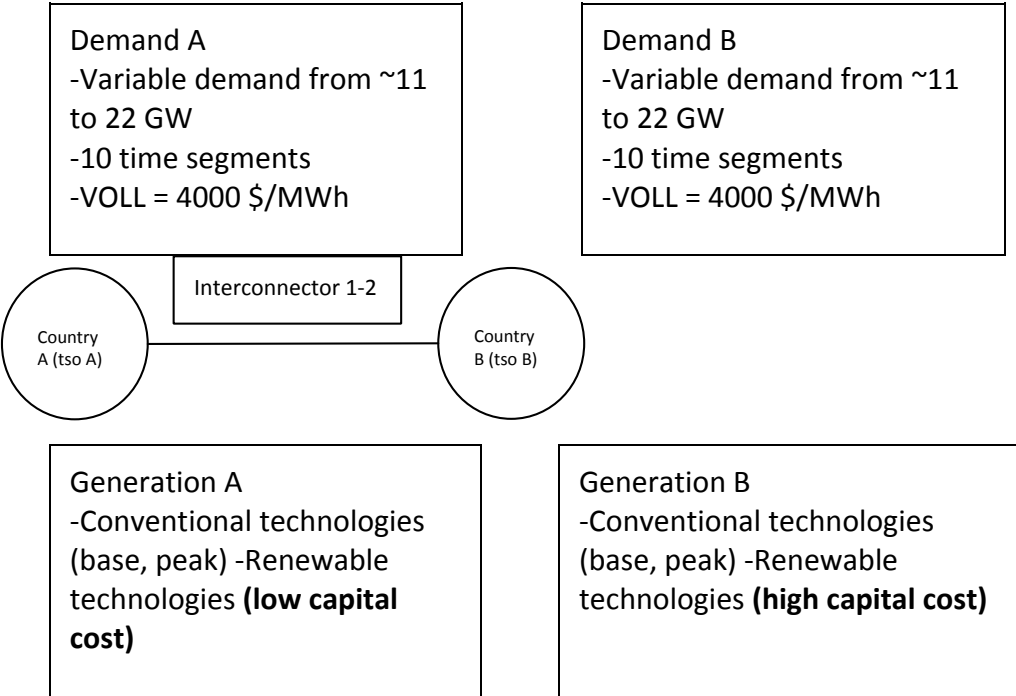 Demand A
-Variable demand from ~11
to 22 GW
-10 time segments
-VOLL = 4000 $/MWh
Demand B
-Variable demand from ~11
to 22 GW
-10 time segments
-VOLL = 4000 $/MWh
Interconnector 1-2
Country
A (tso A)
Country
B (tso B)
Generation A
-Conventional technologies
(base, peak) -Renewable
technologies (low capital
cost)
Generation B
-Conventional technologies
(base, peak) -Renewable
technologies (high capital cost)